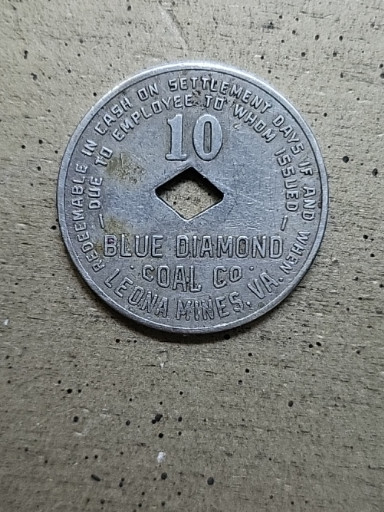 REDEEMABLE IN CASH ON SETTLEMENT DAYS IF AND WHEN
DUE TO EMPLOYEE TO WHOM ISSUED
10
BLUE DIAMOND
· COAL CO ·
LEONA MINES, VA.